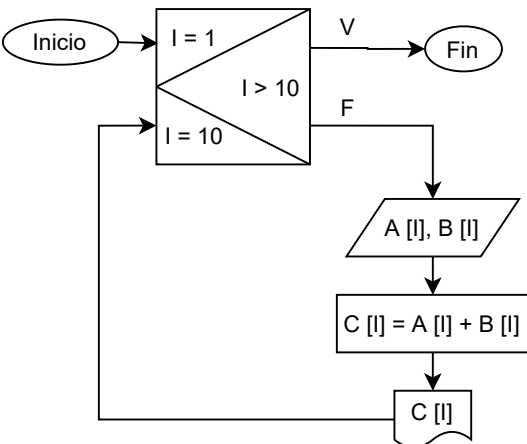 Inicio
I = 1
V
Fin
I > 10
F
I = 10
A [I], B [I]
C [I] = A [I] + B [I]
C [I]